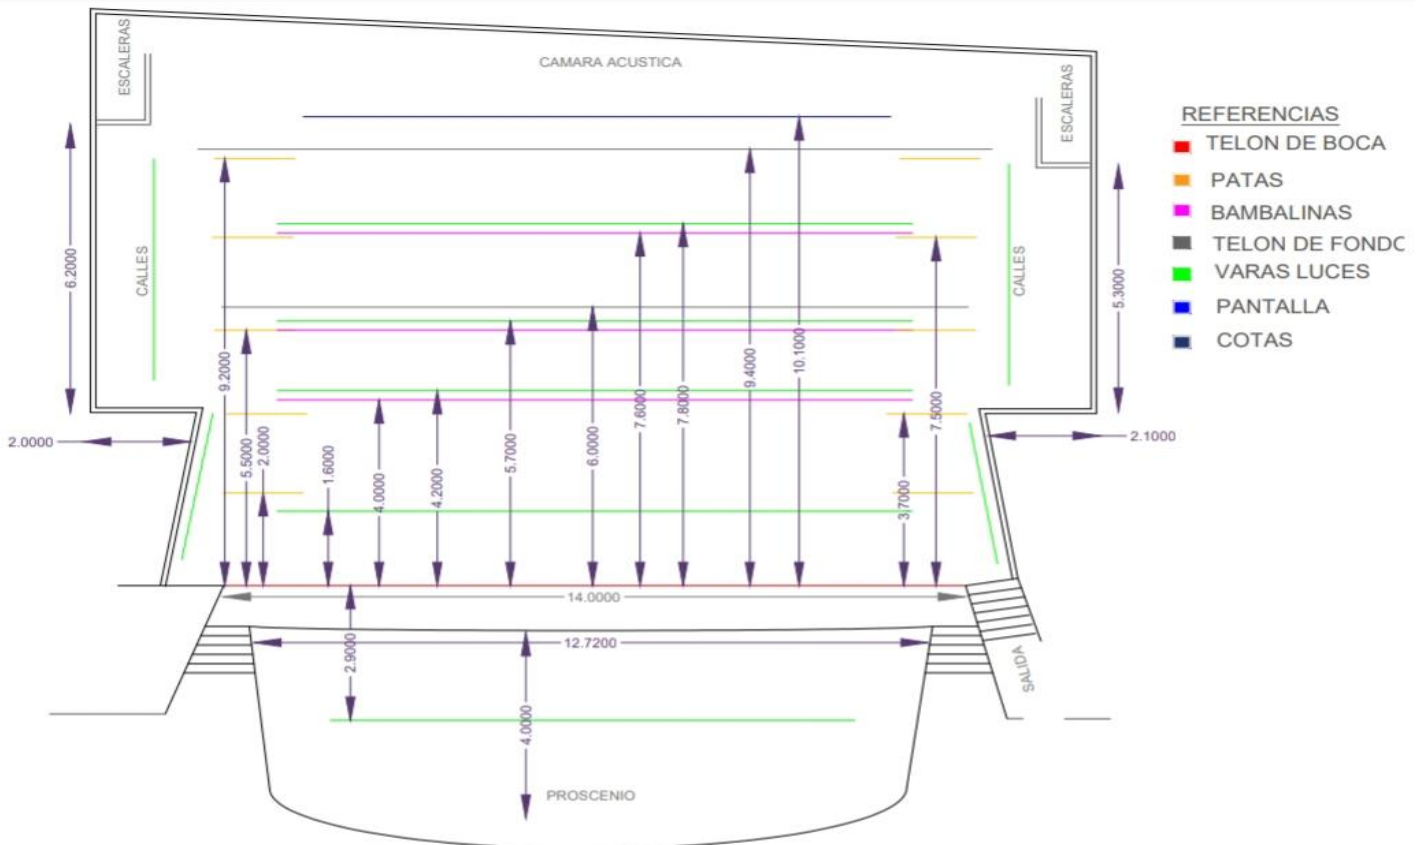 ESCALERAS
CAMARA ACUSTICA
ESCALERAS
REFERENCIAS
TELON DE BOCA
PATAS
BAMBALINAS
TELON DE FONDO
VARAS LUCES
PANTALLA
COTAS
6.2000
CALLES
CALLES
5.3000
9.2000
5.5000
2.0000
1.6000
4.0000
4.2000
5.7000
6.0000
7.6000
7.8000
9.4000
10.1000
3.7000
7.5000
2.0000
2.1000
14.0000
12.7200
2.9000
4.0000
SALIDA
PROSCENIO